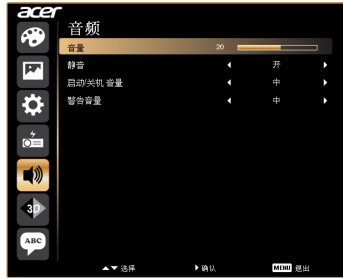 acer
音频
音量 20
静音 开
启动/关机 音量 中
警告音量 中
3D
ABC
选择 确认 MENU 退出